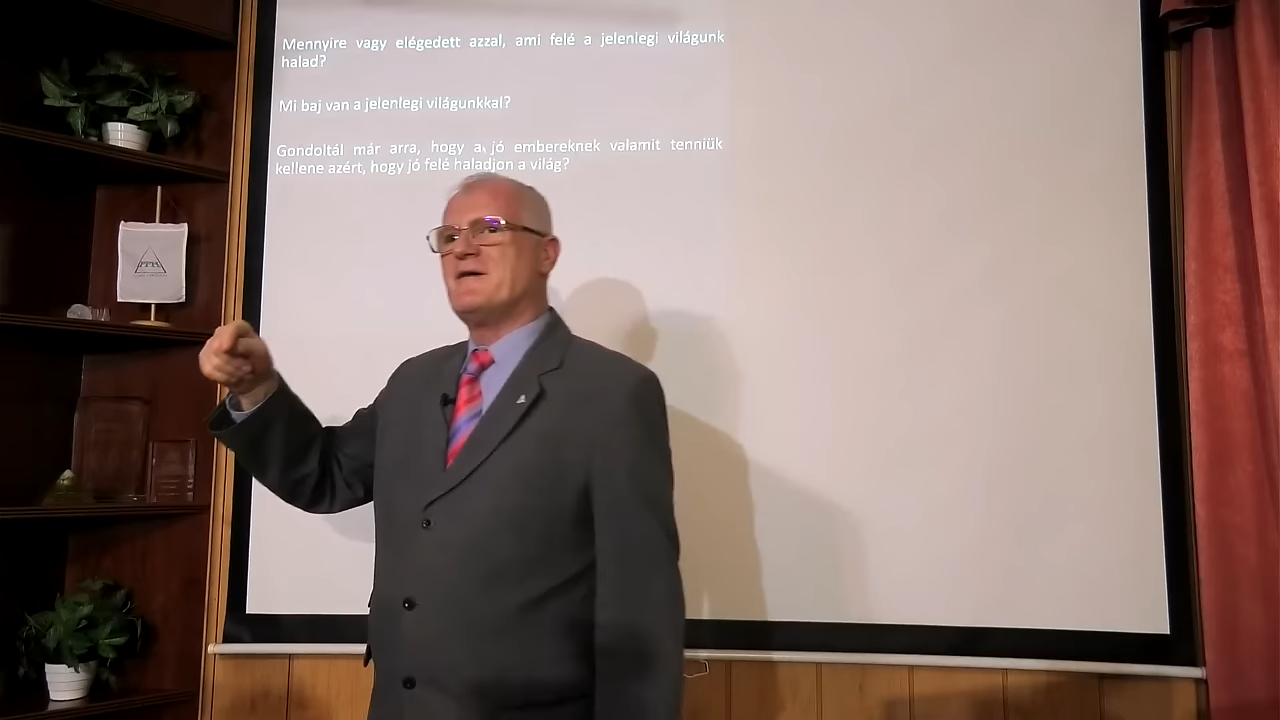 Mennyire vagy elégedett azzal, ami felé a jelenlegi világunk
halad?
Mi baj van a jelenlegi világunkkal?
Gondoltál már arra, hogy a jó embereknek valamit tenniük
kellene azért, hogy jó felé haladjon a világ?